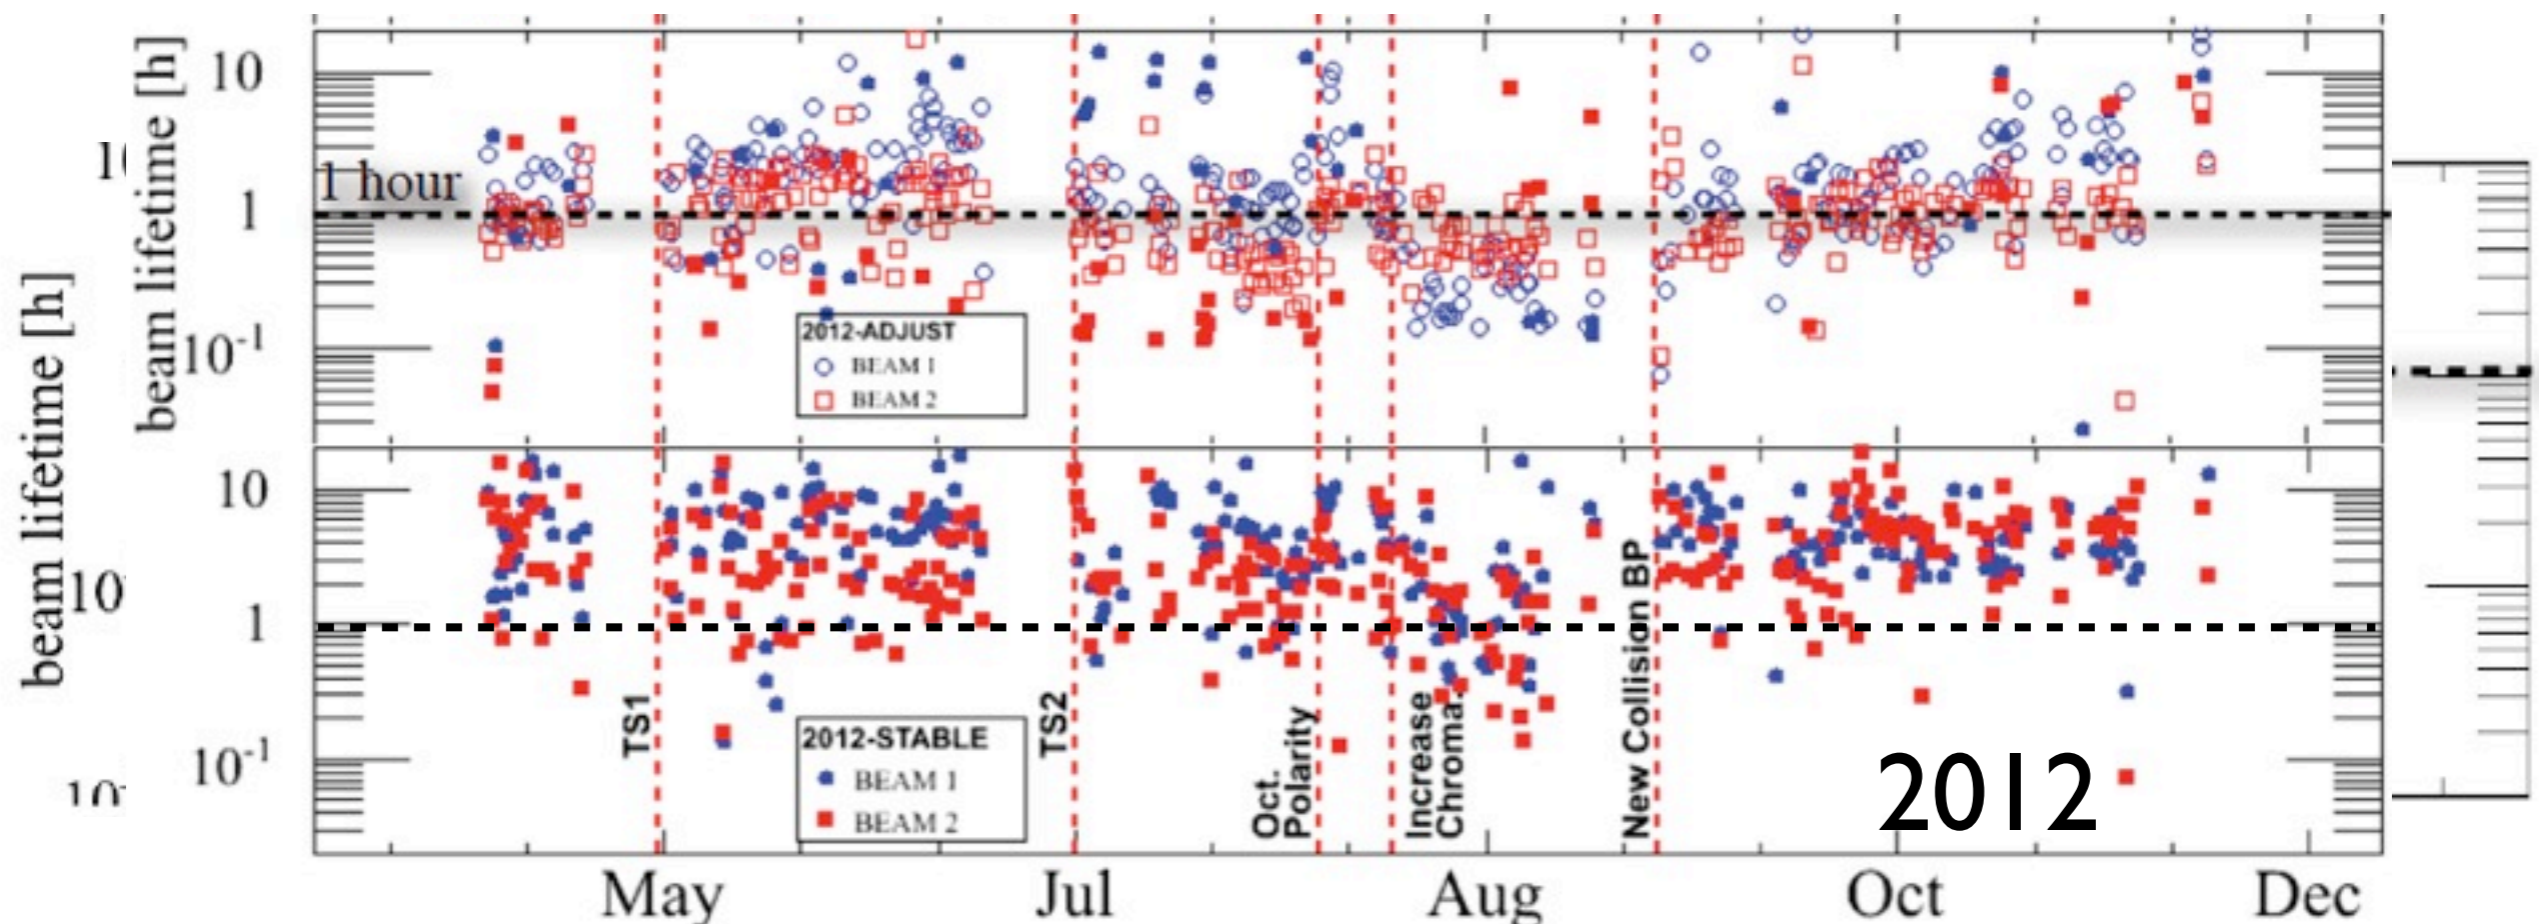 beam lifetime [h]
10
10
beam lifetime [h]
10
1
10-1
1 hour
2012-ADJUST
BEAM 1
BEAM 2
10
1
10-1
TS1
TS2
Oct.
Polarity
Increase
Chroma.
New Collision BP
2012-STABLE
BEAM 1
BEAM 2
2012
May
Jul
Aug
Oct
Dec